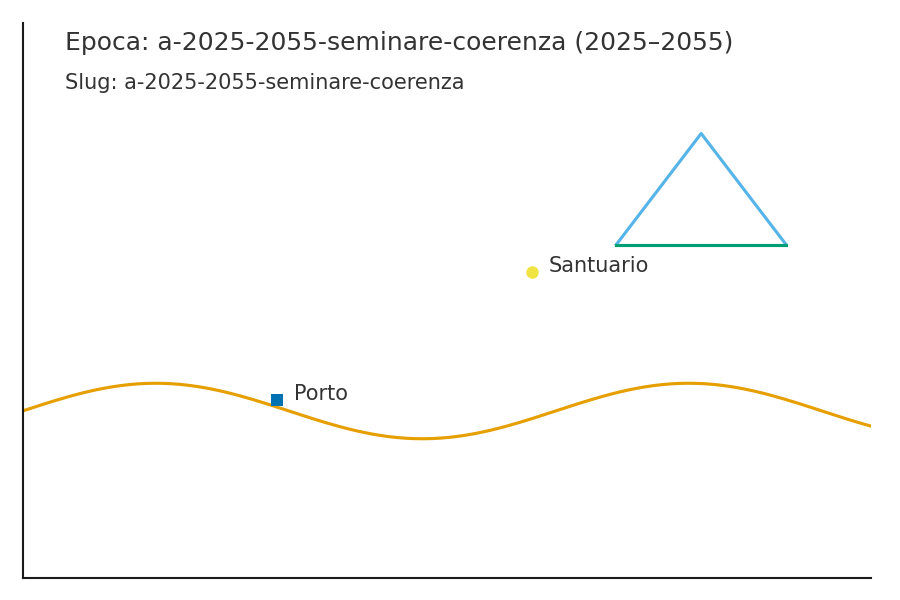 Epoca: a-2025-2055-seminare-coerenza (2025–2055)
Slug: a-2025-2055-seminare-coerenza
Santuario
Porto